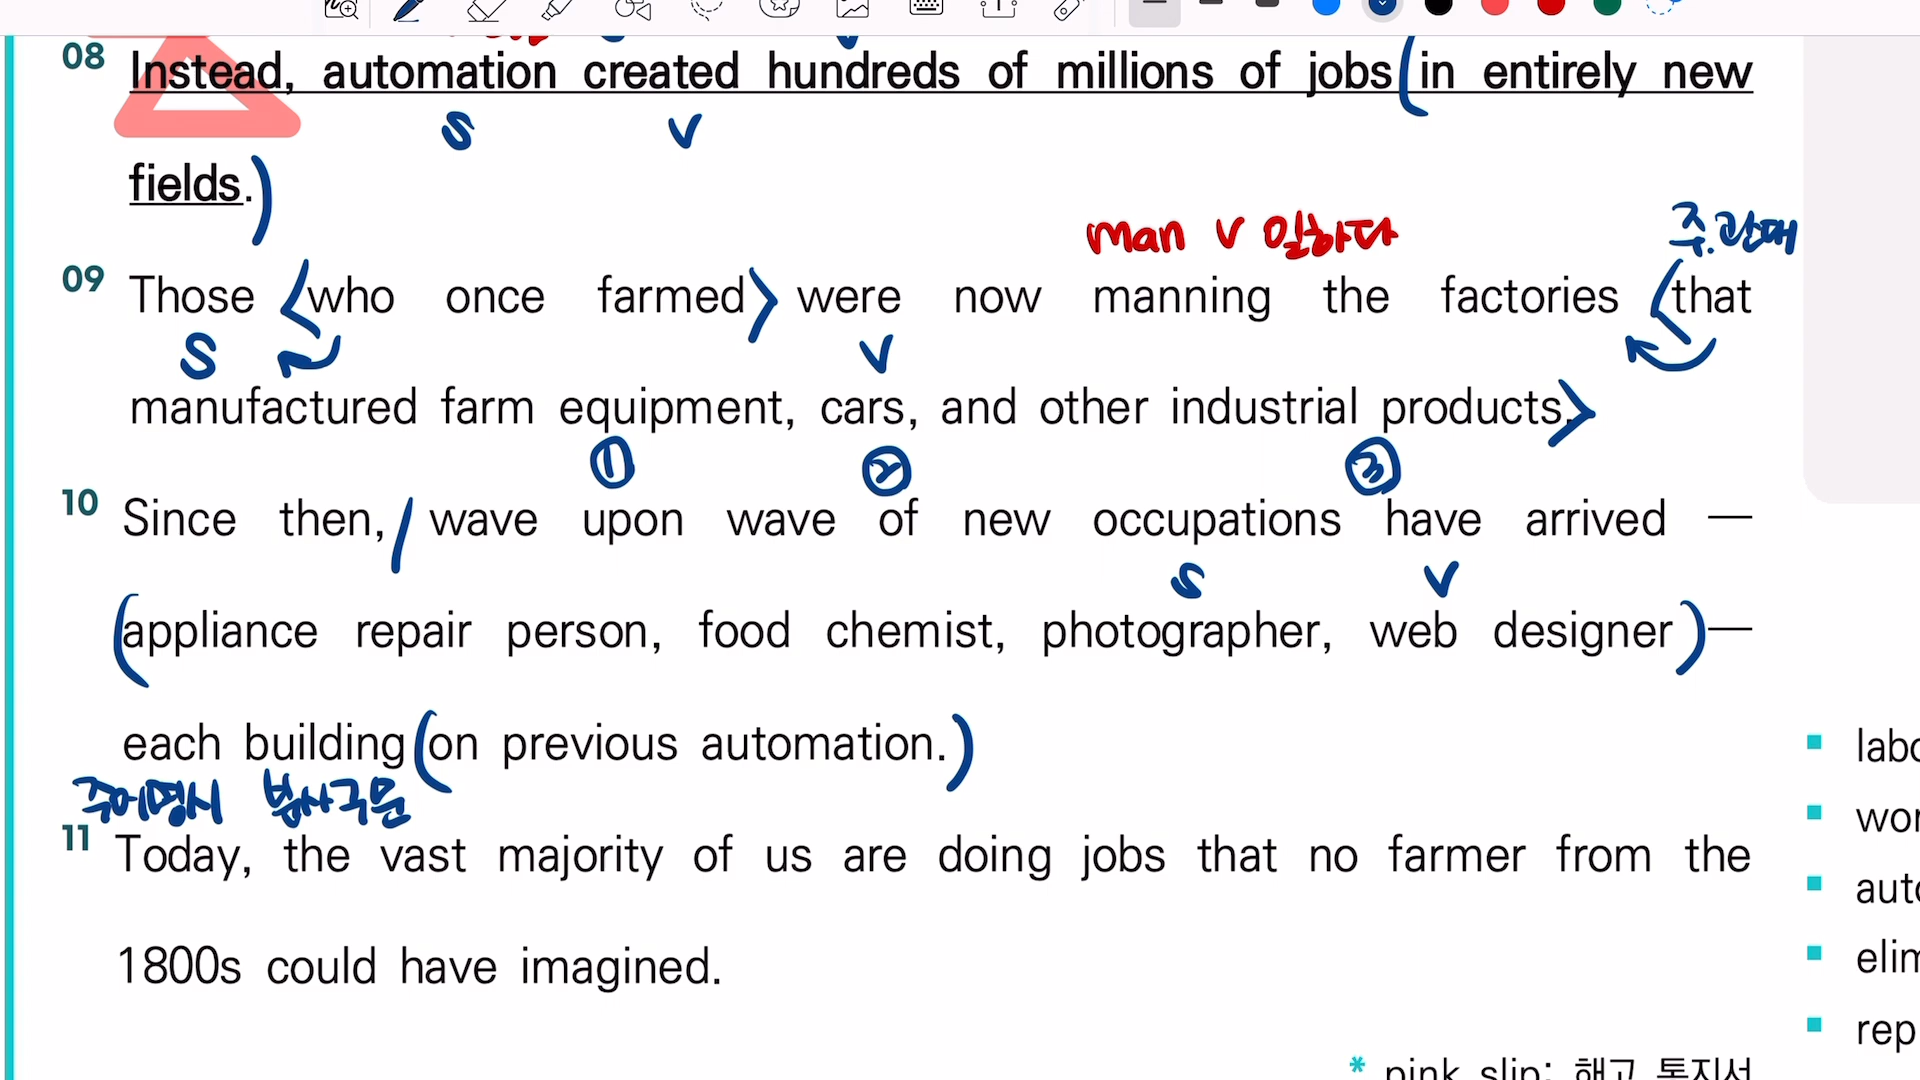 08 Instead, automation created hundreds of millions of jobs (in entirely new
s v
fields.)
man v 일하다 주.관대
09 Those <who once farmed> were now manning the factories <that
s v
manufactured farm equipment, cars, and other industrial products.>
① ② ③
10 Since then, / wave upon wave of new occupations have arrived —
s v
(appliance repair person, food chemist, photographer, web designer) —
each building (on previous automation.)
주어명시 분사구문
11 Today, the vast majority of us are doing jobs that no farmer from the
1800s could have imagined.
* pink slip: 해고 통지서
labo
wor
auto
elim
rep